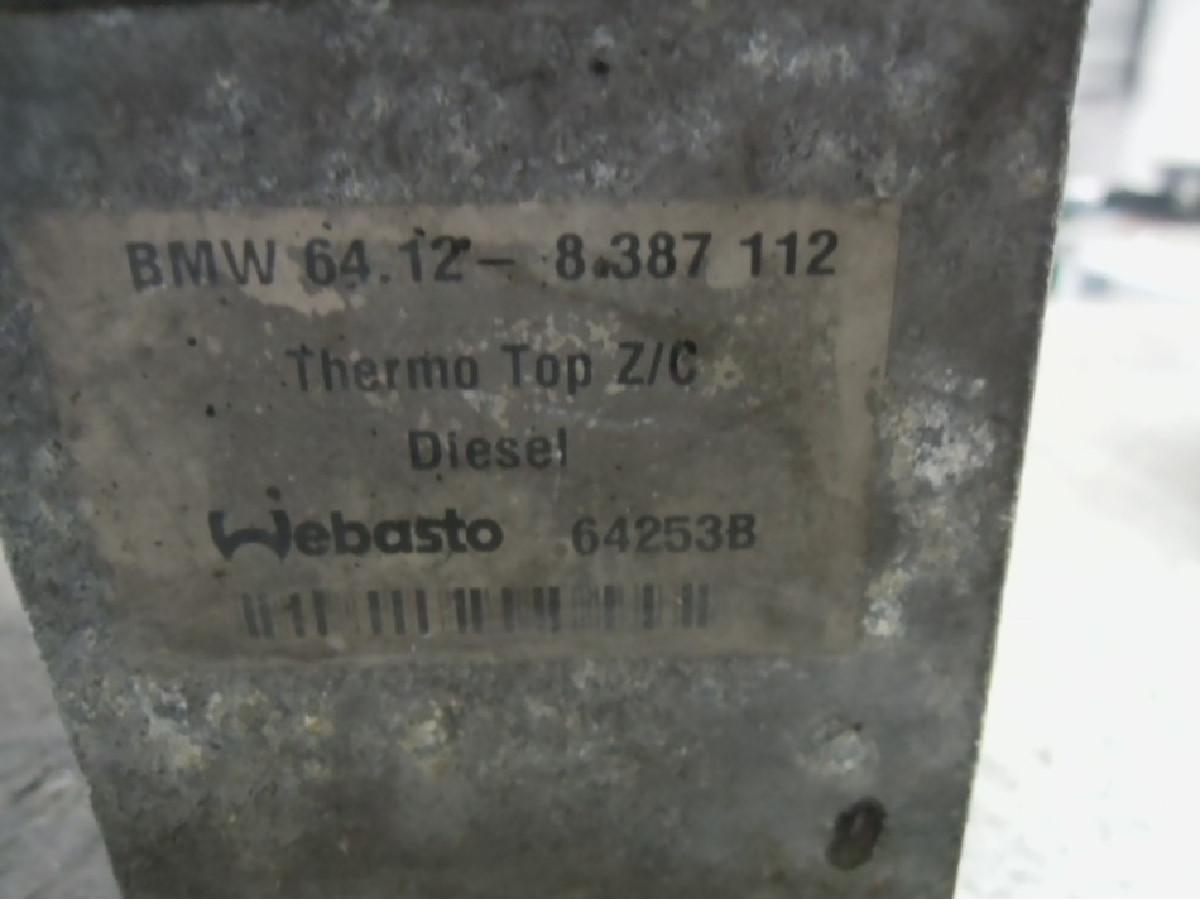 BMW 64.12- 8.387 112
Thermo Top Z/C
Diesel
Webasto 64253B